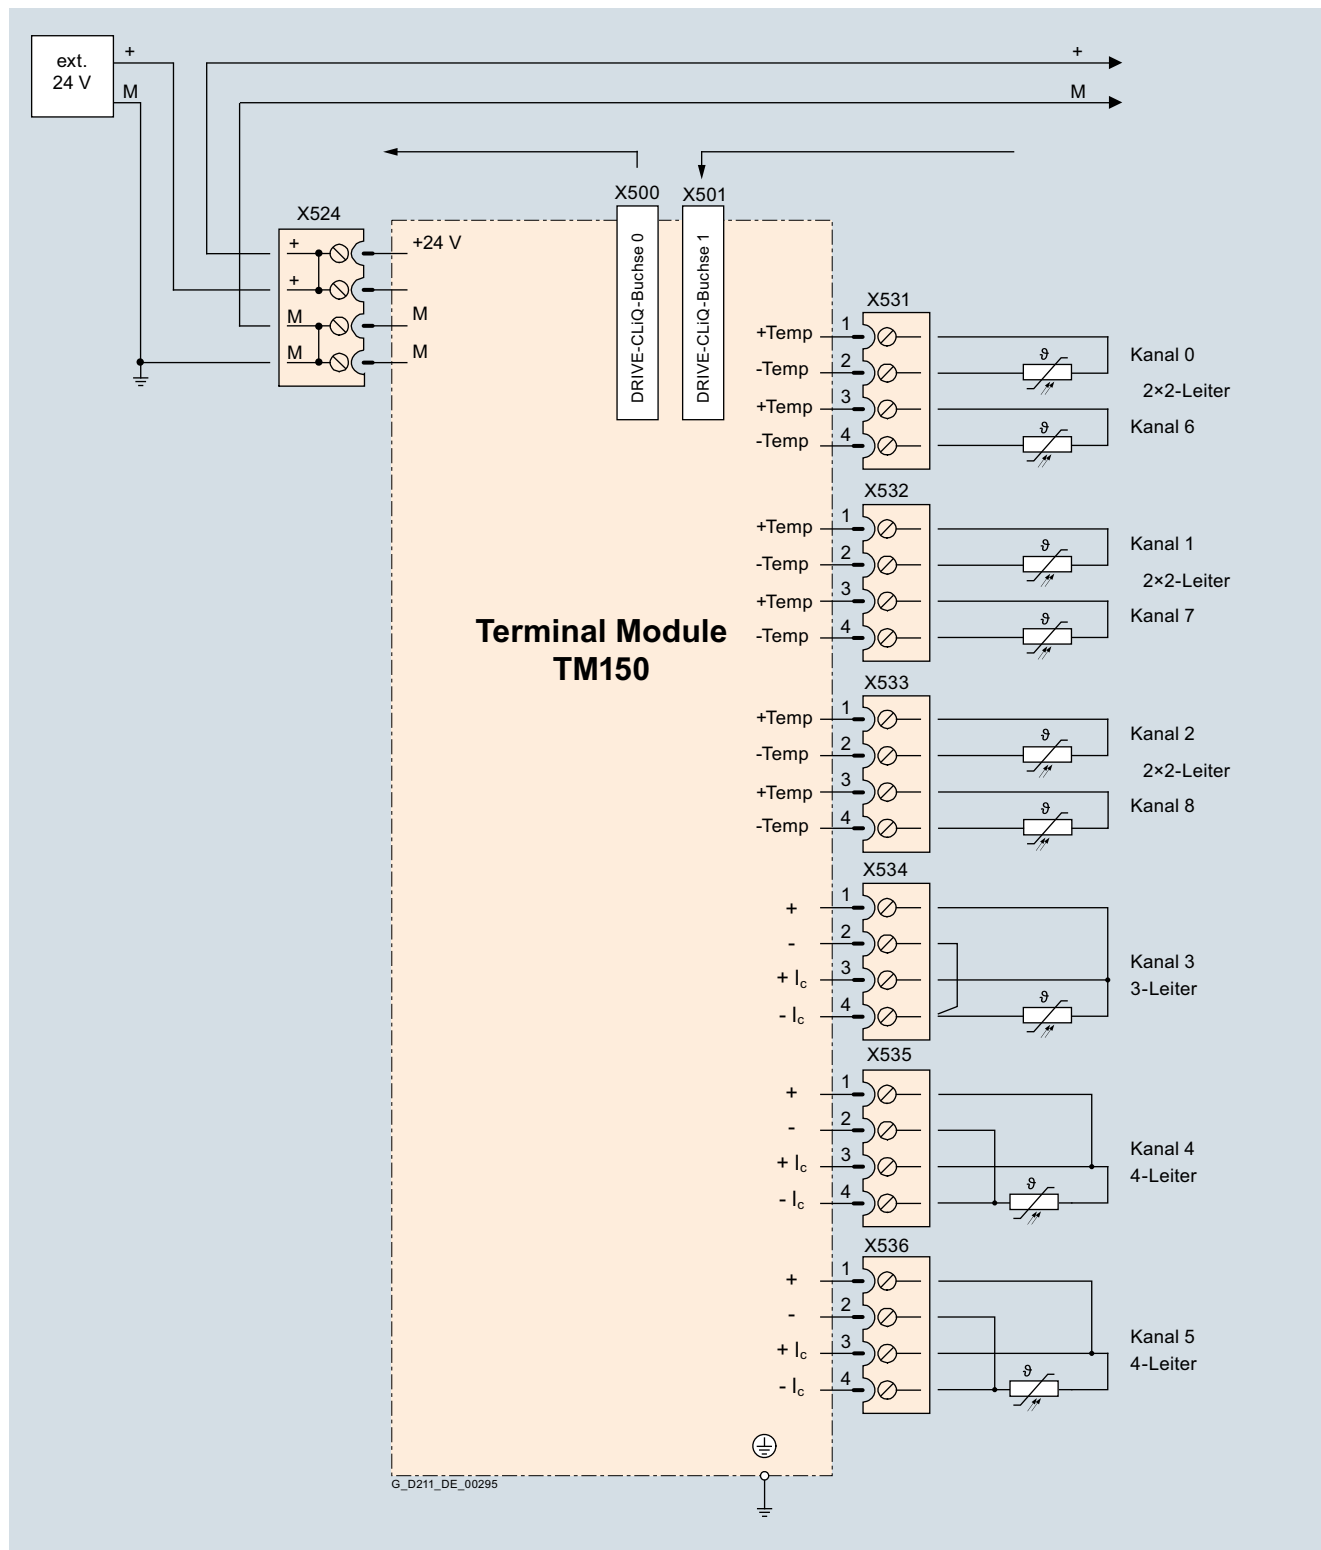 ext.
24 V
+
M
+
M
X524
+
+
M
M
+24 V
M
M
X500
X501
DRIVE-CLiQ-Buchse 0
DRIVE-CLiQ-Buchse 1
Terminal Module
TM150
X531
+Temp 1
-Temp 2
+Temp 3
-Temp 4
ϑ
ϑ
Kanal 0
2×2-Leiter
Kanal 6
X532
+Temp 1
-Temp 2
+Temp 3
-Temp 4
ϑ
ϑ
Kanal 1
2×2-Leiter
Kanal 7
X533
+Temp 1
-Temp 2
+Temp 3
-Temp 4
ϑ
ϑ
Kanal 2
2×2-Leiter
Kanal 8
X534
+ 1
- 2
+ Ic 3
- Ic 4
ϑ
Kanal 3
3-Leiter
X535
+ 1
- 2
+ Ic 3
- Ic 4
ϑ
Kanal 4
4-Leiter
X536
+ 1
- 2
+ Ic 3
- Ic 4
ϑ
Kanal 5
4-Leiter
G_D211_DE_00295